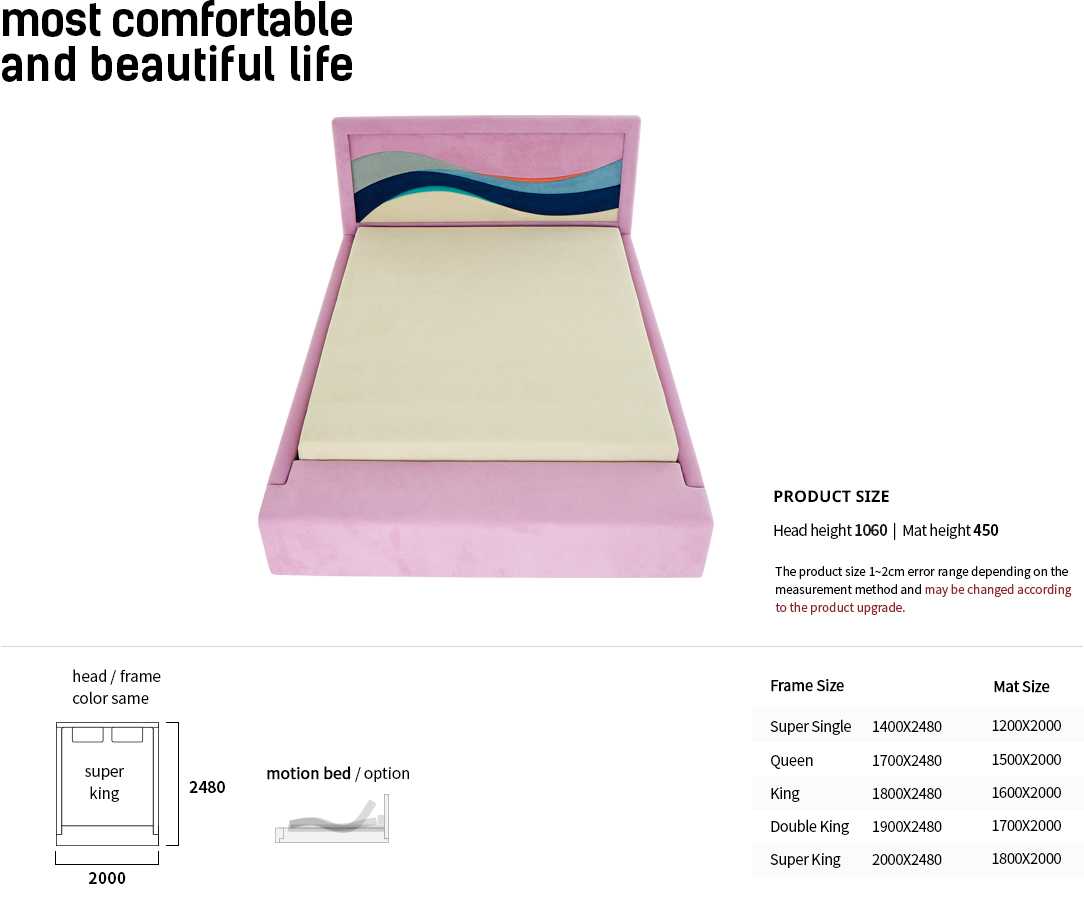 most comfortable
and beautiful life
PRODUCT SIZE
Head height 1060 | Mat height 450
The product size 1~2cm error range depending on the
measurement method and may be changed according
to the product upgrade.
head / frame
color same
super
king
2480
2000
motion bed / option
Frame Size Mat Size
Super Single 1400X2480 1200X2000
Queen 1700X2480 1500X2000
King 1800X2480 1600X2000
Double King 1900X2480 1700X2000
Super King 2000X2480 1800X2000